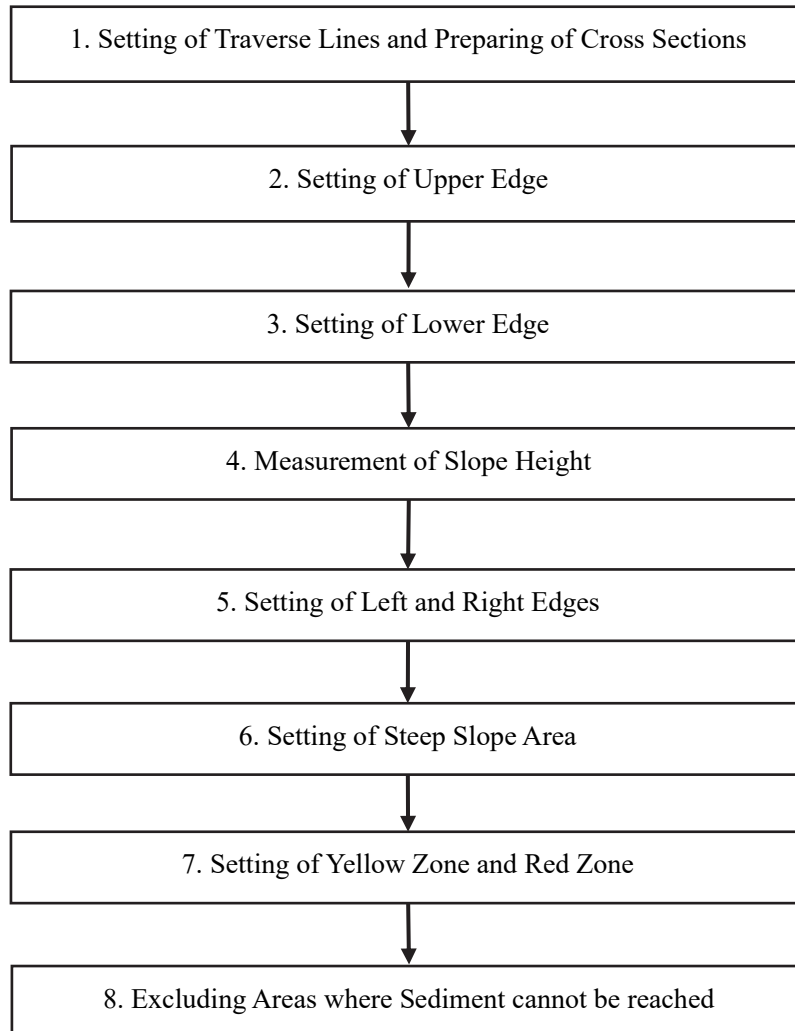 1. Setting of Traverse Lines and Preparing of Cross Sections
2. Setting of Upper Edge
3. Setting of Lower Edge
4. Measurement of Slope Height
5. Setting of Left and Right Edges
6. Setting of Steep Slope Area
7. Setting of Yellow Zone and Red Zone
8. Excluding Areas where Sediment cannot be reached